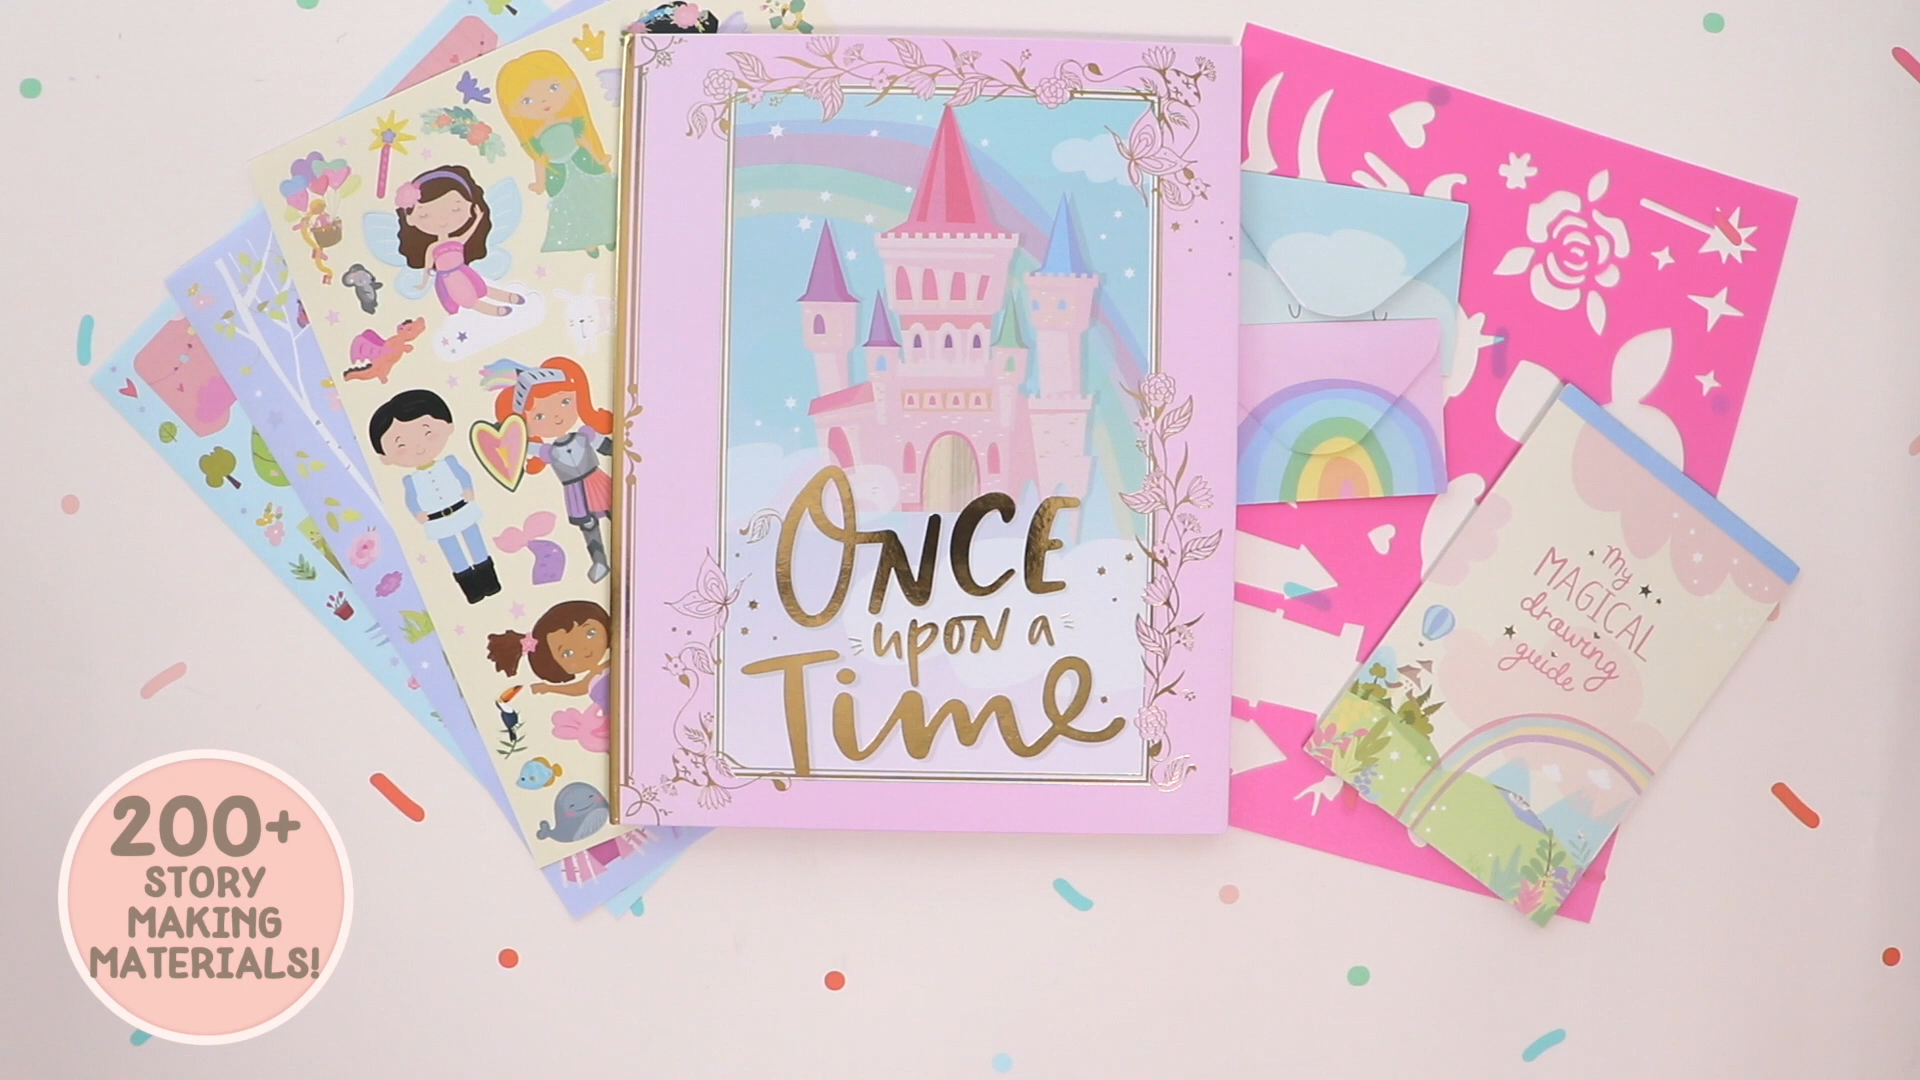 ONCE
upon a
Time
My
MAGICAL
drawing
guide
200+
STORY
MAKING
MATERIALS!